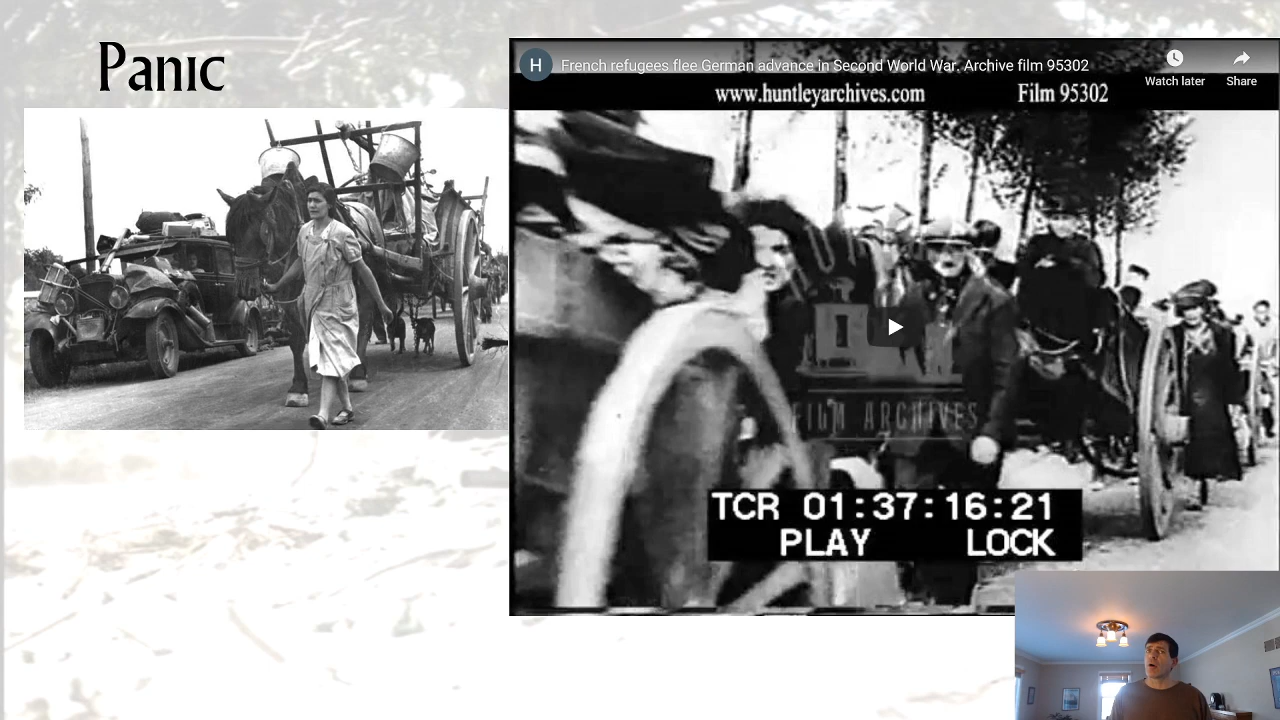 Panic
H
French refugees flee German advance in Second World War. Archive film 95302
Watch later
Share
www.huntleyarchives.com
Film 95302
FILM ARCHIVES
TCR 01:37:16:21
PLAY LOCK